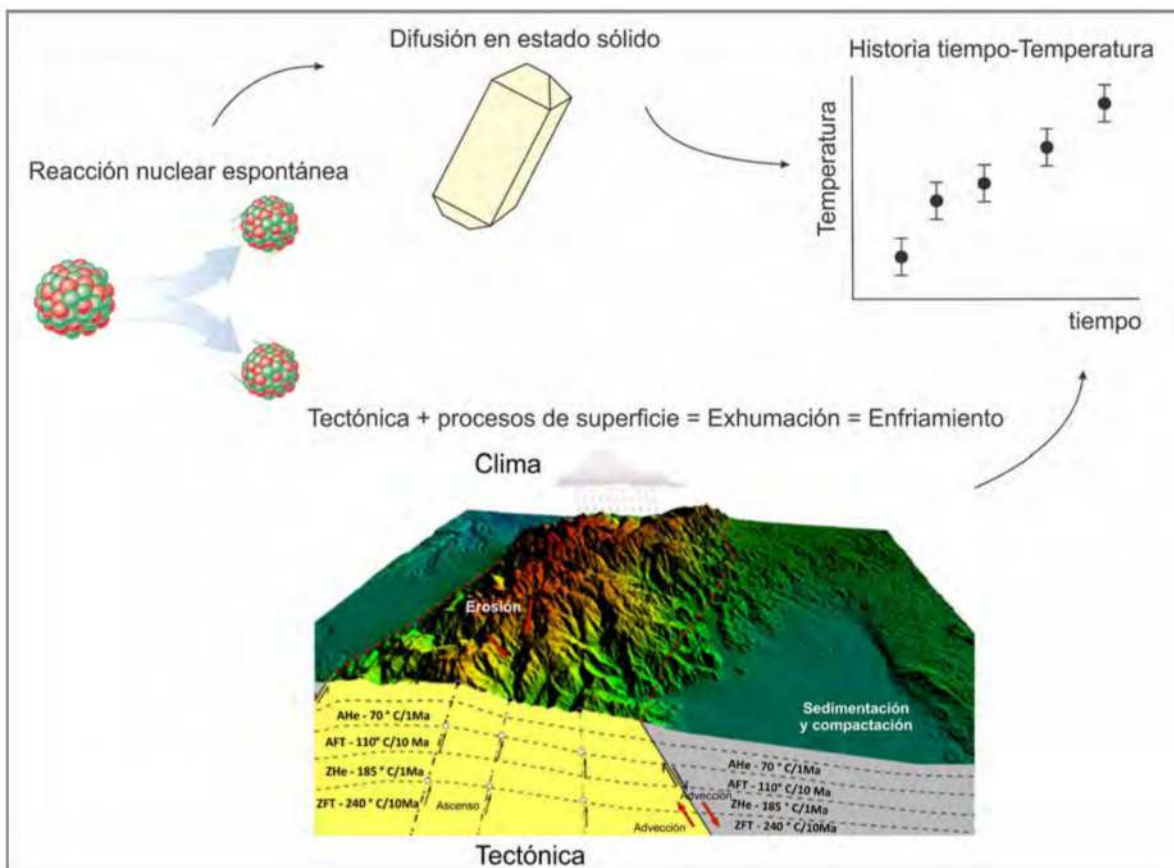 Difusión en estado sólido
Historia tiempo-Temperatura
Reacción nuclear espontánea
Temperatura
tiempo
Tectónica + procesos de superficie = Exhumación = Enfriamiento
Clima
Erosión
Sedimentación
y compactación
AHe - 70 ° C/1Ma
AFT - 110° C/10 Ma
ZHe - 185 ° C/1Ma
ZFT - 240 ° C/10Ma
Ascenso
Advección
Advección
AHe - 70 ° C/1Ma
AFT - 110° C/10 Ma
ZHe - 185 ° C/1Ma
ZFT - 240 ° C/10Ma
Tectónica